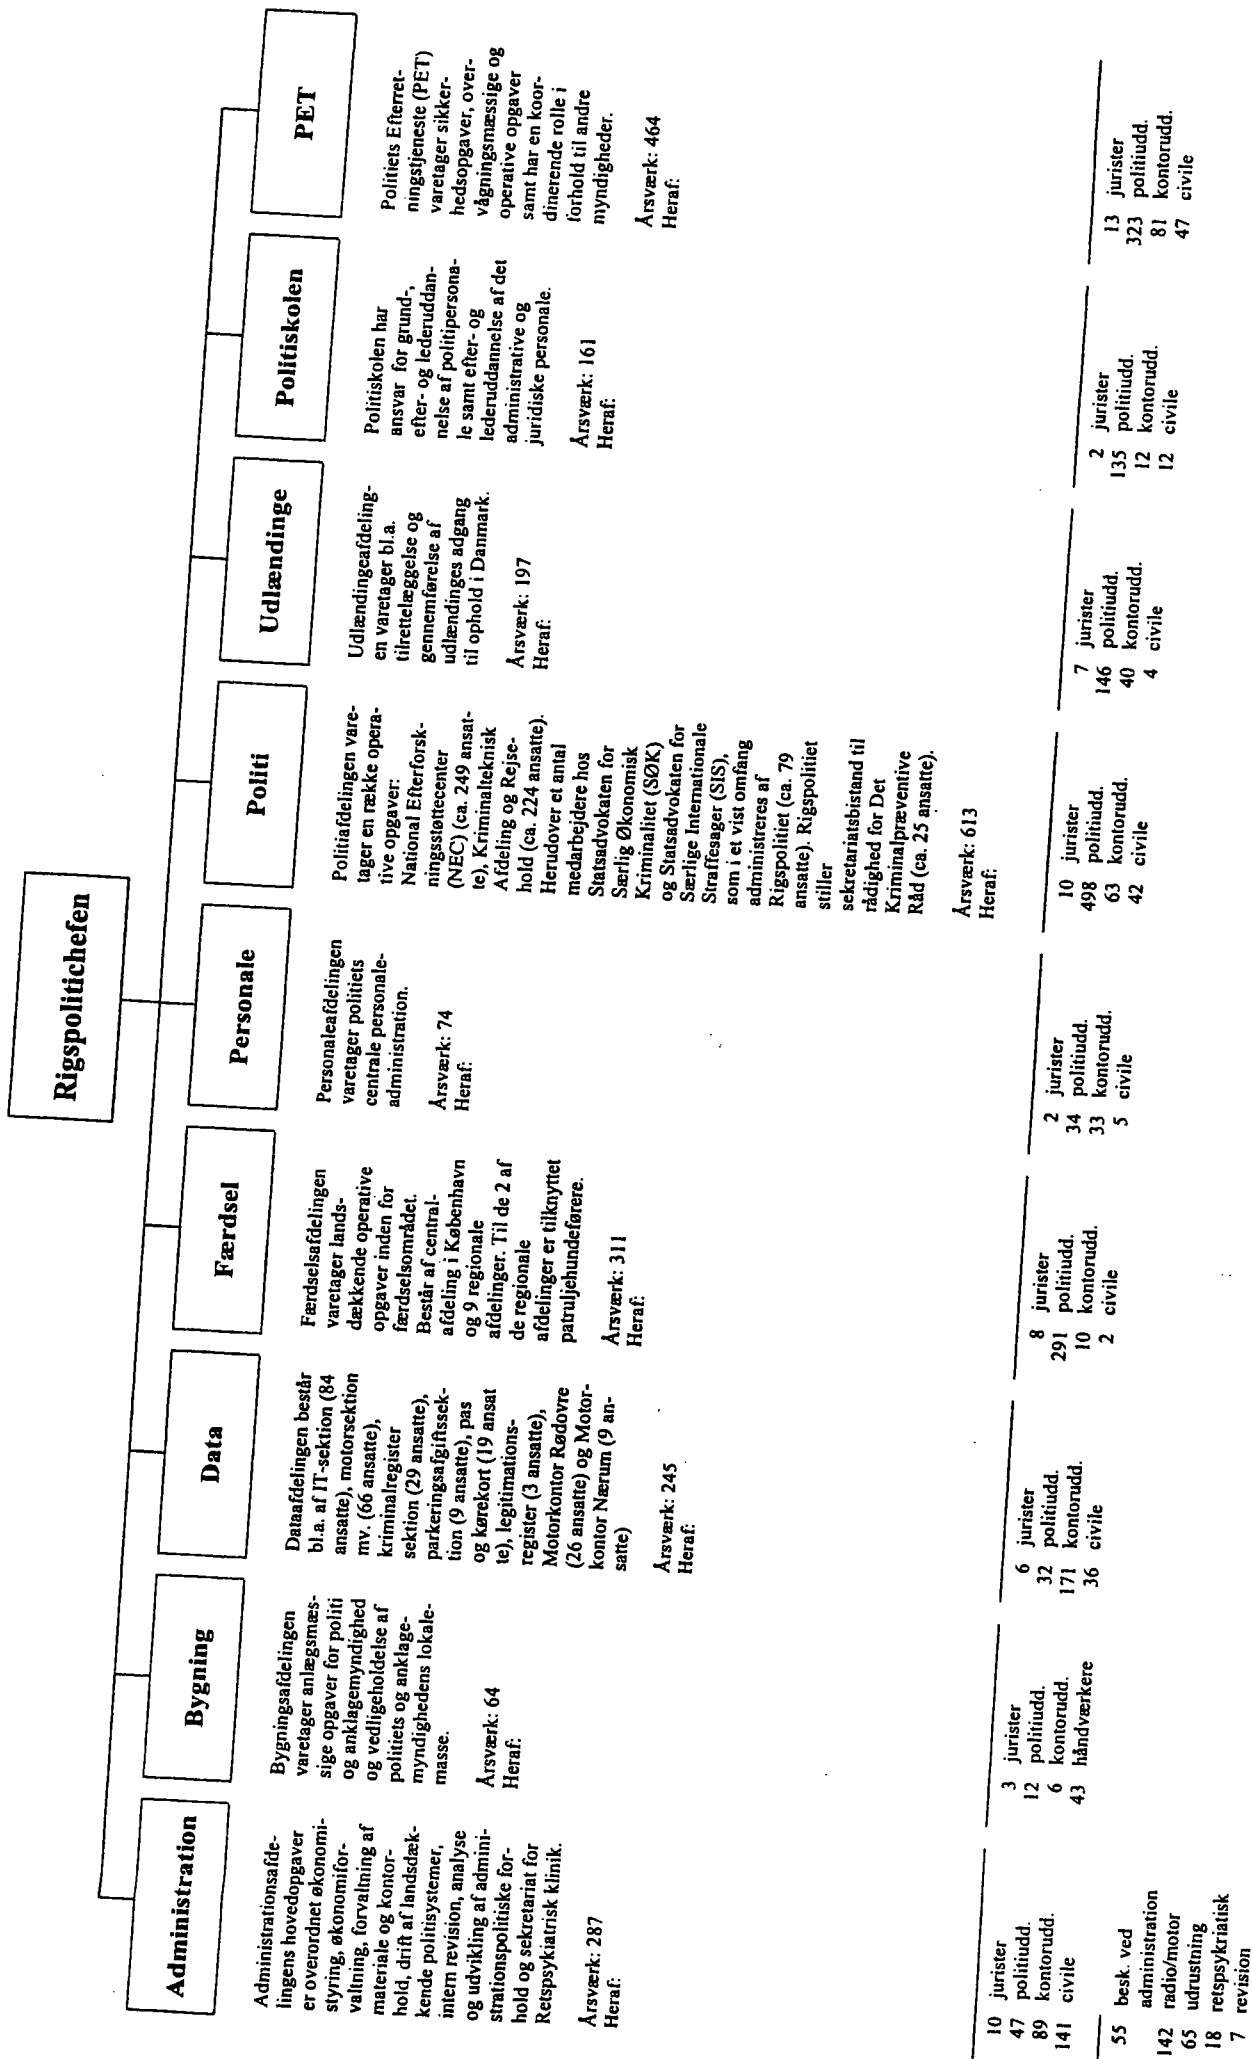 Rigspolitichefen
Administration
Administrationsafde-
lingens hovedopgaver
er overordnet økonomi-
styring, økonomifor-
valtning, forvaltning af
materiale og kontor-
hold, drift af landsdæk-
kende politisystemer,
intern revision, analyse
og udvikling af admini-
strationspolitiske for-
hold og sekretariat for
Retspsykiatrisk klinik.
Årsværk: 287
Heraf:
10 jurister
47 politiudd.
89 kontorudd.
141 civile
55 besk. ved
administration
142 radio/motor
65 udrustning
18 retspsykriatisk
7 revision
Bygning
Bygningsafdelingen
varetager anlægsmæs-
sige opgaver for politi
og anklagemyndighed
og vedligeholdelse af
politiets og anklage-
myndighedens lokale-
masse.
Årsværk: 64
Heraf:
3 jurister
12 politiudd.
6 kontorudd.
43 håndværkere
Data
Dataafdelingen består
bl.a. af IT-sektion (84
ansatte), motorsektion
mv. (66 ansatte),
kriminalregister
sektion (29 ansatte),
parkeringsafgiftssek-
tion (9 ansatte), pas
og kørekort (19 ansat
te), legitimations-
register (3 ansatte),
Motorkontor Rødovre
(26 ansatte) og Motor-
kontor Nærum (9 an-
satte)
Årsværk: 245
Heraf:
6 jurister
32 politiudd.
171 kontorudd.
36 civile
Færdsel
Færdselsafdelingen
varetager lands-
dækkende operative
opgaver inden for
færdselsområdet.
Består af central-
afdeling i København
og 9 regionale
afdelinger. Til de 2 af
de regionale
afdelinger er tilknyttet
patruljehundeførere.
Årsværk: 311
Heraf:
8 jurister
291 politiudd.
10 kontorudd.
2 civile
Personale
Personaleafdelingen
varetager politiets
centrale personale-
administration.
Årsværk: 74
Heraf:
2 jurister
34 politiudd.
33 kontorudd.
5 civile
Politi
Politiafdelingen vare-
tager en række opera-
tive opgaver:
National Efterforsk-
ningsstøttecenter
(NEC) (ca. 249 ansat-
te), Kriminalteknisk
Afdeling og Rejse-
hold (ca. 224 ansatte).
Herudover et antal
medarbejdere hos
Statsadvokaten for
Særlig Økonomisk
Kriminalitet (SØK)
og Statsadvokaten for
Særlige Internationale
Straffesager (SIS),
som i et vist omfang
administreres af
Rigspolitiet (ca. 79
ansatte). Rigspolitiet
stiller
sekretariatsbistand til
rådighed for Det
Kriminalpræventive
Råd (ca. 25 ansatte).
Årsværk: 613
Heraf:
10 jurister
498 politiudd.
63 kontorudd.
42 civile
Udlændinge
Udlændingeafdeling-
en varetager bl.a.
tilrettelæggelse og
gennemførelse af
udlændinges adgang
til ophold i Danmark.
Årsværk: 197
Heraf:
7 jurister
146 politiudd.
40 kontorudd.
4 civile
Politiskolen
Politiskolen har
ansvar for grund-,
efter- og lederuddan-
nelse af politipersona-
le samt efter- og
lederuddannelse af det
administrative og
juridiske personale.
Årsværk: 161
Heraf:
2 jurister
135 politiudd.
12 kontorudd.
12 civile
PET
Politiets Efterret-
ningstjeneste (PET)
varetager sikker-
hedsopgaver, over-
vågningsmæssige og
operative opgaver
samt har en koor-
dinerende rolle i
forhold til andre
myndigheder.
Årsværk: 464
Heraf:
13 jurister
323 politiudd.
81 kontorudd.
47 civile